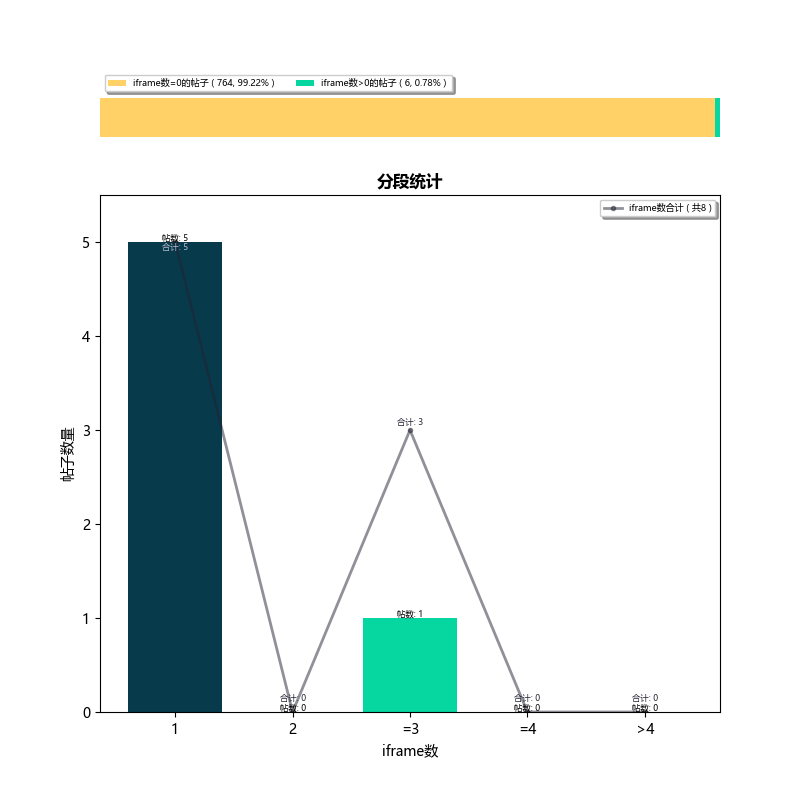 iframe数=0的帖子 ( 764, 99.22% )
iframe数>0的帖子 ( 6, 0.78% )
分段统计
iframe数合计 ( 共8 )
帖子数量
5
4
3
2
1
0
帖数: 5
合计: 5
合计: 0
帖数: 0
合计: 3
帖数: 1
合计: 0
帖数: 0
合计: 0
帖数: 0
1
2
=3
=4
>4
iframe数